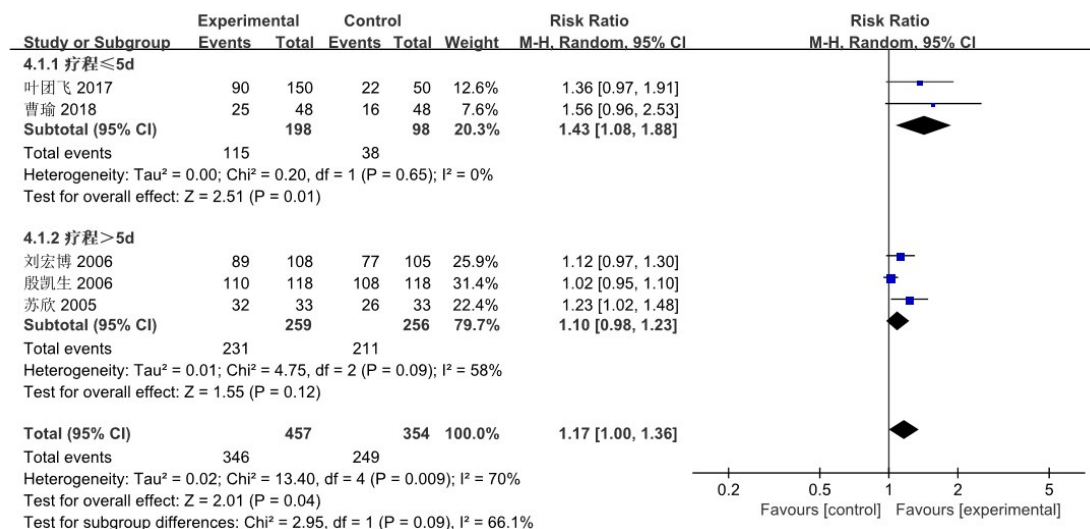 Experimental Control Risk Ratio Risk Ratio
Study or Subgroup Events Total Events Total Weight M-H, Random, 95% CI M-H, Random, 95% CI
4.1.1 疗程≤5d
叶团飞 2017 90 150 22 50 12.6% 1.36 [0.97, 1.91]
曹瑜 2018 25 48 16 48 7.6% 1.56 [0.96, 2.53]
Subtotal (95% CI) 198 98 20.3% 1.43 [1.08, 1.88]
Total events 115 38
Heterogeneity: Tau² = 0.00; Chi² = 0.20, df = 1 (P = 0.65); I² = 0%
Test for overall effect: Z = 2.51 (P = 0.01)
4.1.2 疗程>5d
刘宏博 2006 89 108 77 105 25.9% 1.12 [0.97, 1.30]
殷凯生 2006 110 118 108 118 31.4% 1.02 [0.95, 1.10]
苏欣 2005 32 33 26 33 22.4% 1.23 [1.02, 1.48]
Subtotal (95% CI) 259 256 79.7% 1.10 [0.98, 1.23]
Total events 231 211
Heterogeneity: Tau² = 0.01; Chi² = 4.75, df = 2 (P = 0.09); I² = 58%
Test for overall effect: Z = 1.55 (P = 0.12)
Total (95% CI) 457 354 100.0% 1.17 [1.00, 1.36]
Total events 346 249
Heterogeneity: Tau² = 0.02; Chi² = 13.40, df = 4 (P = 0.009); I² = 70%
Test for overall effect: Z = 2.01 (P = 0.04)
Test for subgroup differences: Chi² = 2.95, df = 1 (P = 0.09), I² = 66.1%
0.2 0.5 1 2 5
Favours [control] Favours [experimental]